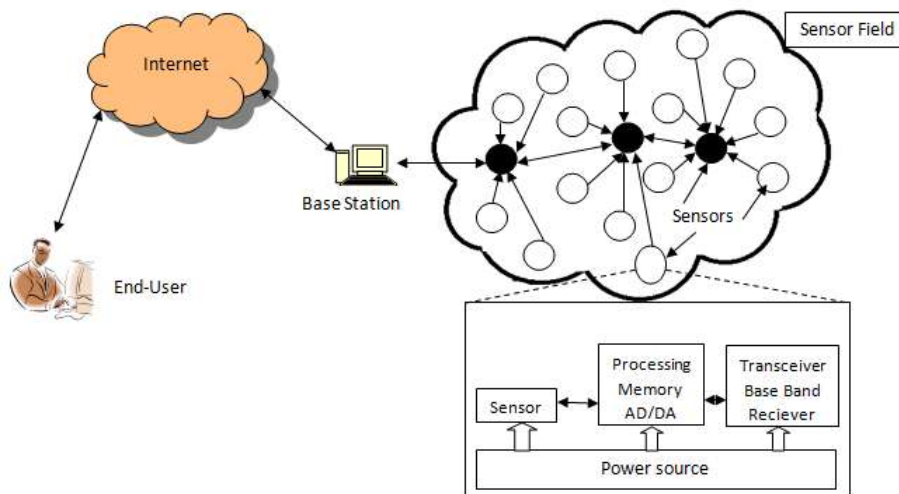 Sensor Field
Internet
Base Station
Sensors
End-User
Sensor
Processing
Memory
AD/DA
Transceiver
Base Band
Reciever
Power source